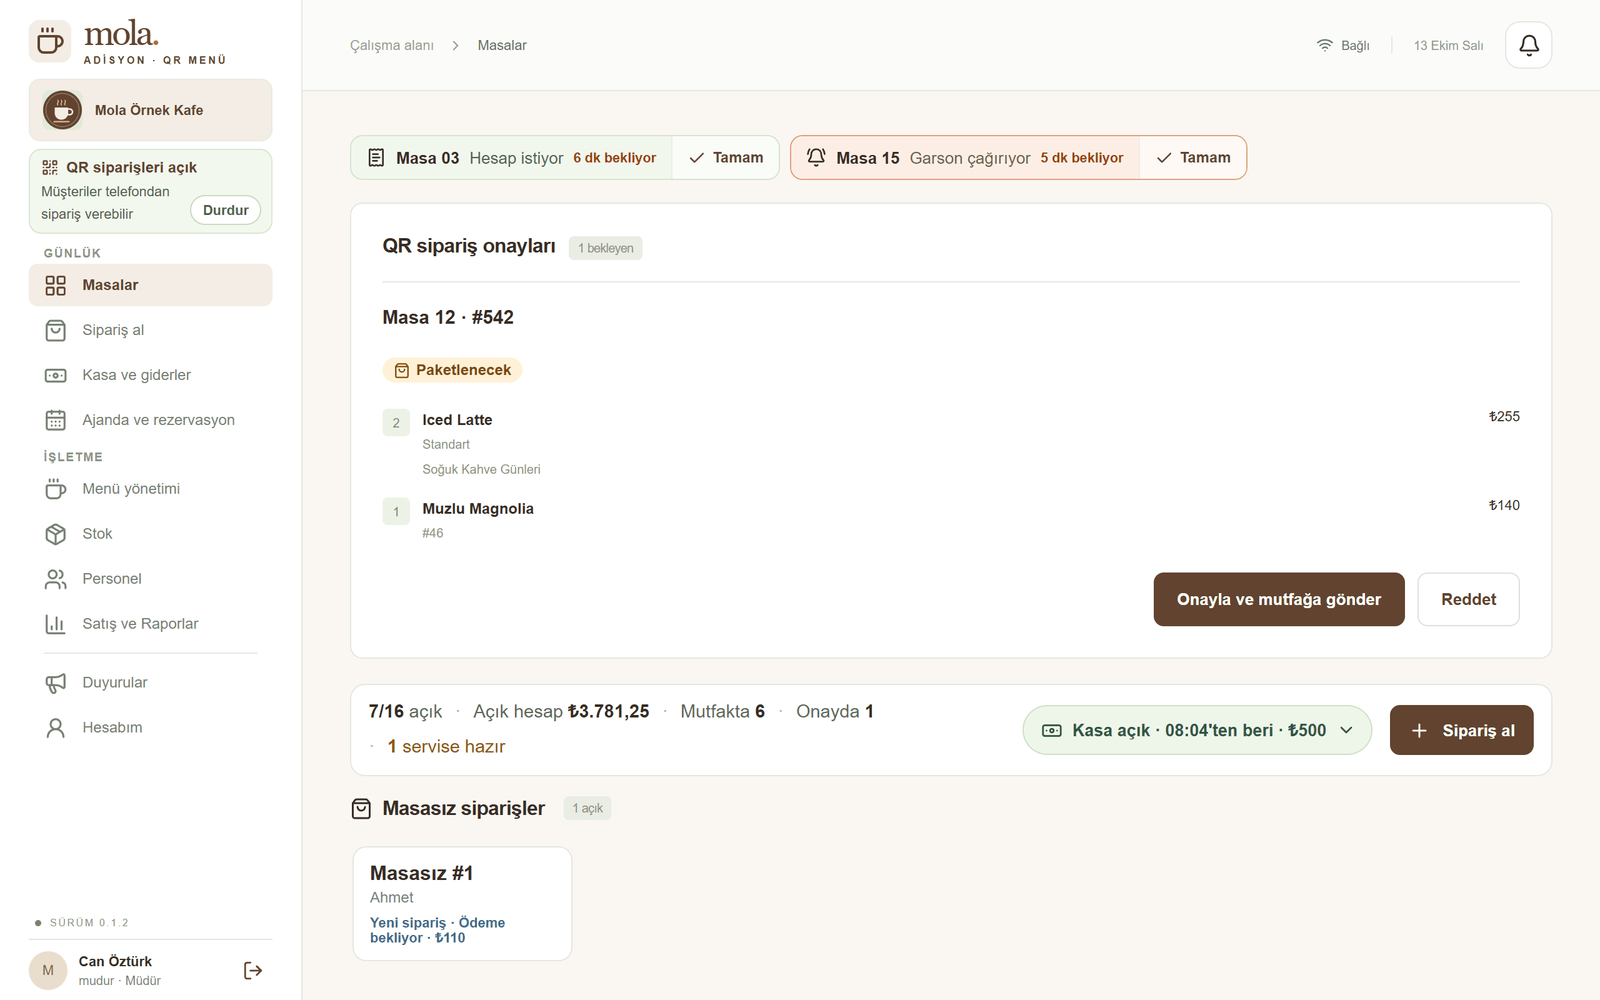 mola.
ADİSYON · QR MENÜ
Mola Örnek Kafe
QR siparişleri açık
Müşteriler telefondan
sipariş verebilir
Durdur
GÜNLÜK
Masalar
Sipariş al
Kasa ve giderler
Ajanda ve rezervasyon
İŞLETME
Menü yönetimi
Stok
Personel
Satış ve Raporlar
Duyurular
Hesabım
SÜRÜM 0.1.2
M
Can Öztürk
mudur · Müdür
Çalışma alanı > Masalar
Bağlı
13 Ekim Salı
Masa 03 Hesap istiyor 6 dk bekliyor Tamam
Masa 15 Garson çağırıyor 5 dk bekliyor Tamam
QR sipariş onayları 1 bekleyen
Masa 12 · #542
Paketlenecek
2 Iced Latte ₺255
Standart
Soğuk Kahve Günleri
1 Muzlu Magnolia ₺140
#46
Onayla ve mutfağa gönder
Reddet
7/16 açık · Açık hesap ₺3.781,25 · Mutfakta 6 · Onayda 1
· 1 servise hazır
Kasa açık · 08:04'ten beri · ₺500
Sipariş al
Masasız siparişler 1 açık
Masasız #1
Ahmet
Yeni sipariş · Ödeme
bekliyor · ₺110